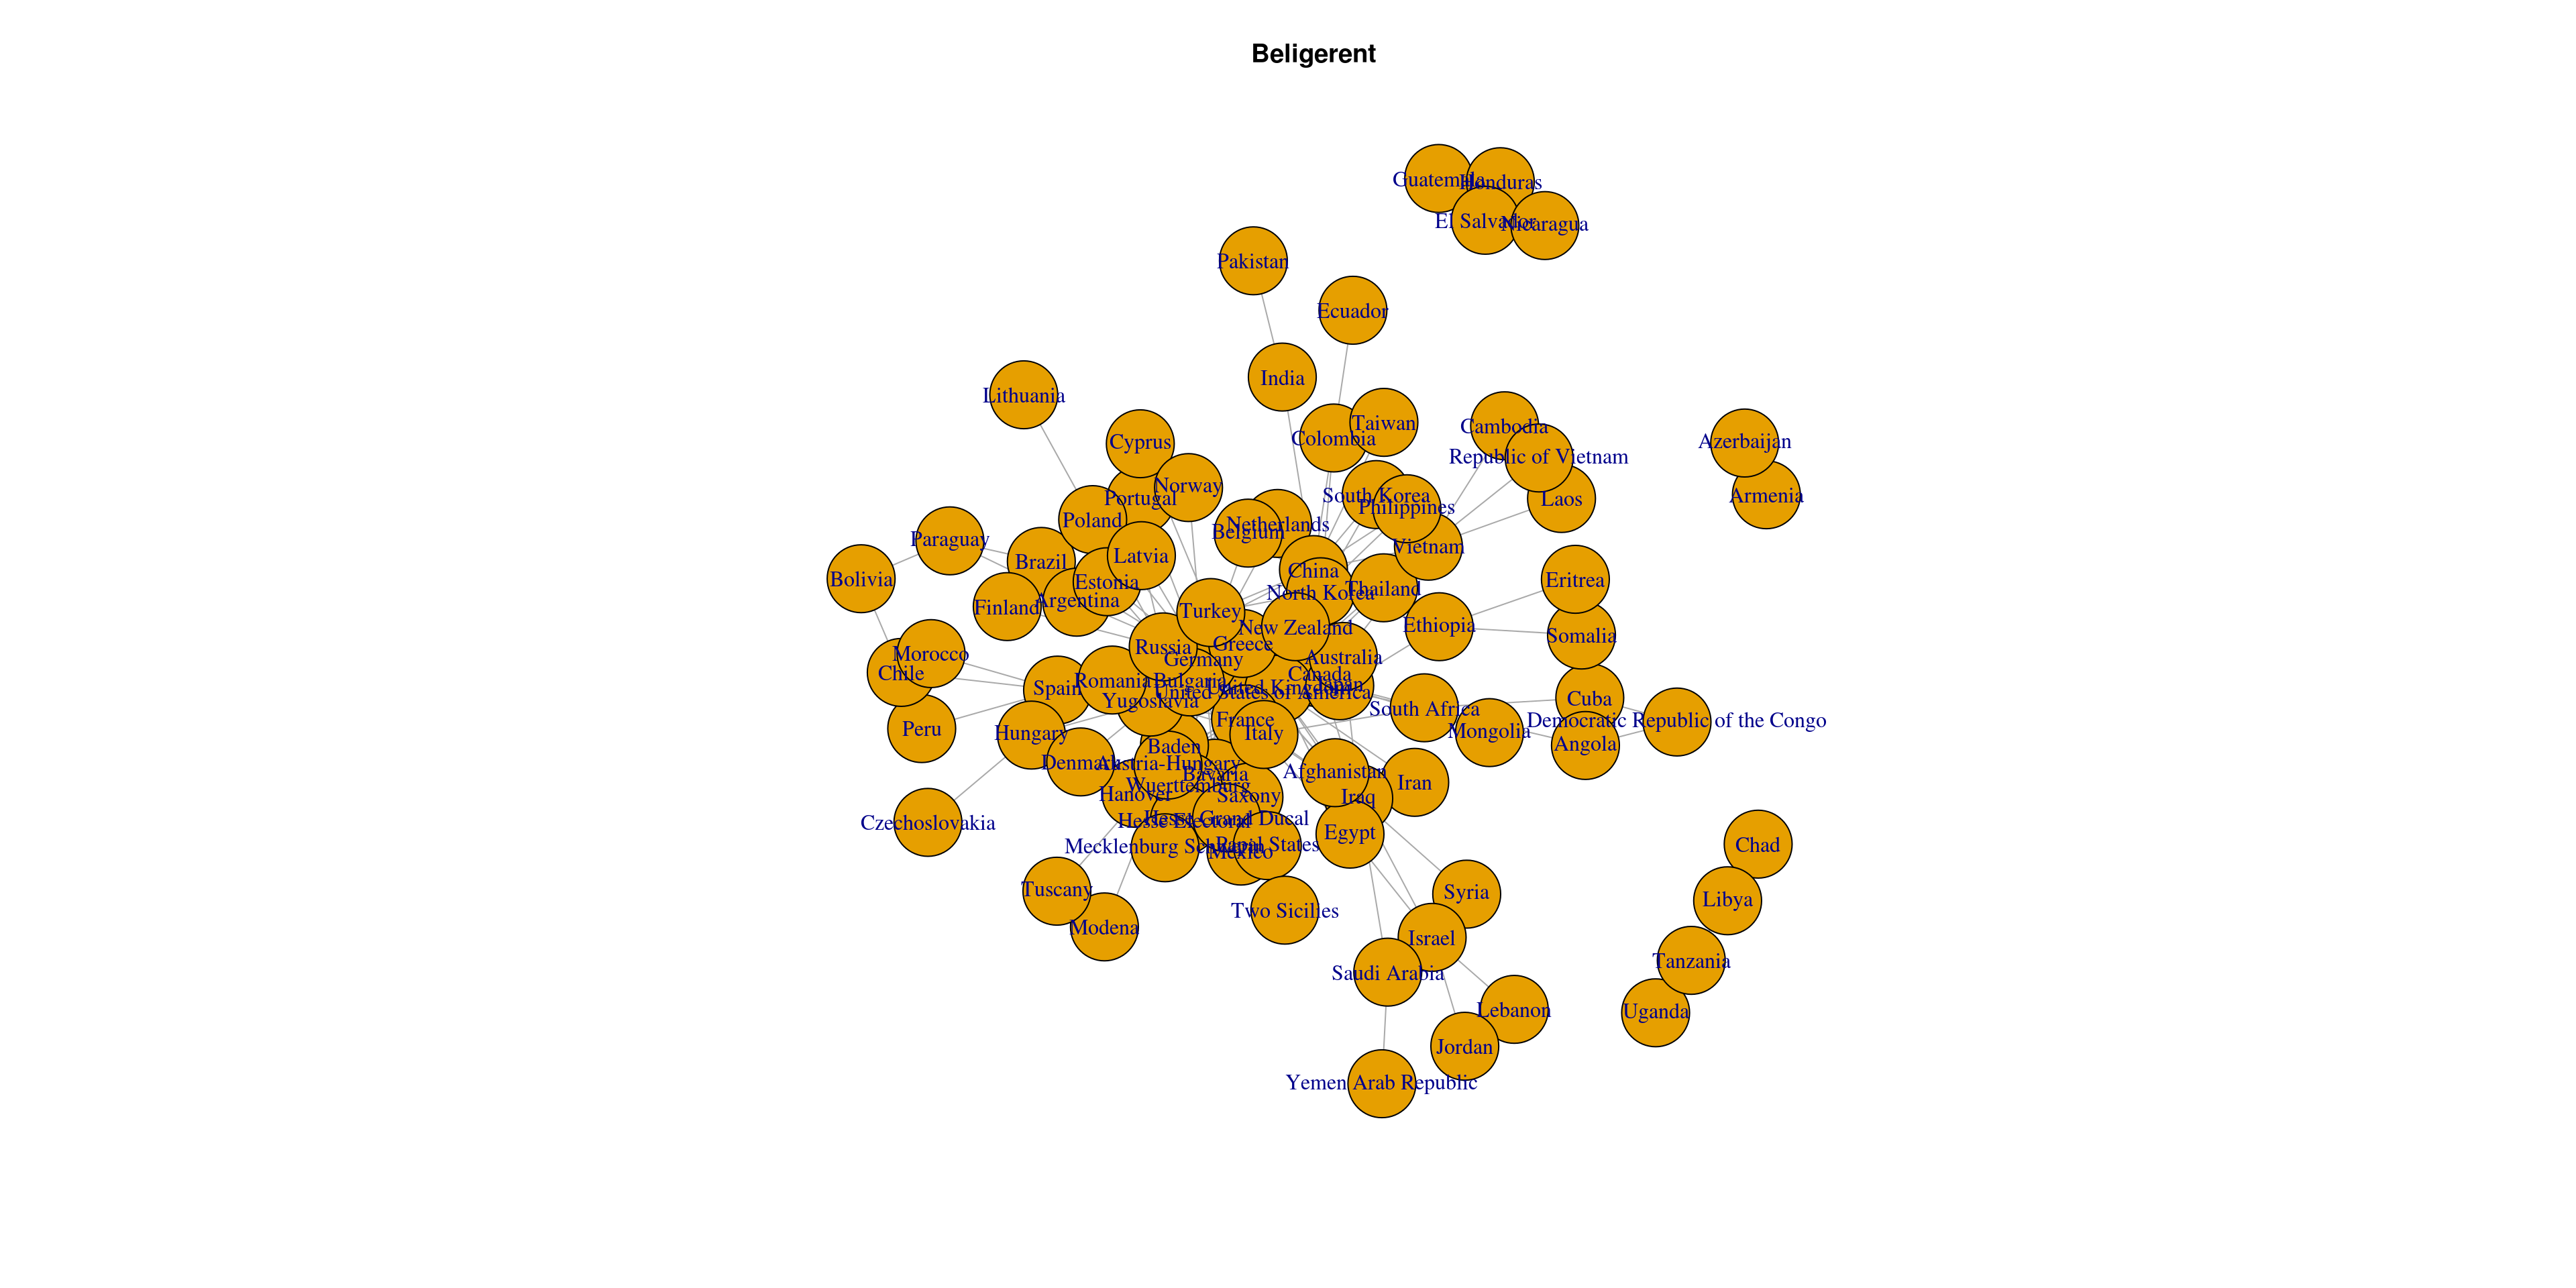 Beligerent
Guatemala
Honduras
El Salvador
Nicaragua
Pakistan
Ecuador
India
Lithuania
Taiwan
Colombia
Cambodia
Cyprus
Azerbaijan
Republic of Vietnam
Norway
Portugal
South Korea
Armenia
Laos
Philippines
Poland
Netherlands
Belgium
Paraguay
Vietnam
Latvia
Brazil
China
Bolivia
Estonia
Eritrea
Thailand
North Korea
Argentina
Finland
Turkey
Ethiopia
New Zealand
Somalia
Greece
Russia
Morocco
Germany
Australia
Chile
Canada
Romania
Bulgaria
Japan
Spain
United Kingdom
United States of America
Cuba
Yugoslavia
South Africa
France
Democratic Republic of the Congo
Peru
Hungary
Italy
Mongolia
Angola
Baden
Denmark
Austria-Hungary
Afghanistan
Bavaria
Iran
Wuerttemburg
Hanover
Saxony
Iraq
Hesse Grand Ducal
Hesse Electoral
Czechoslovakia
Egypt
Papal States
Chad
Mecklenburg Schwerin
Mexico
Tuscany
Syria
Libya
Two Sicilies
Modena
Israel
Tanzania
Saudi Arabia
Lebanon
Uganda
Jordan
Yemen Arab Republic